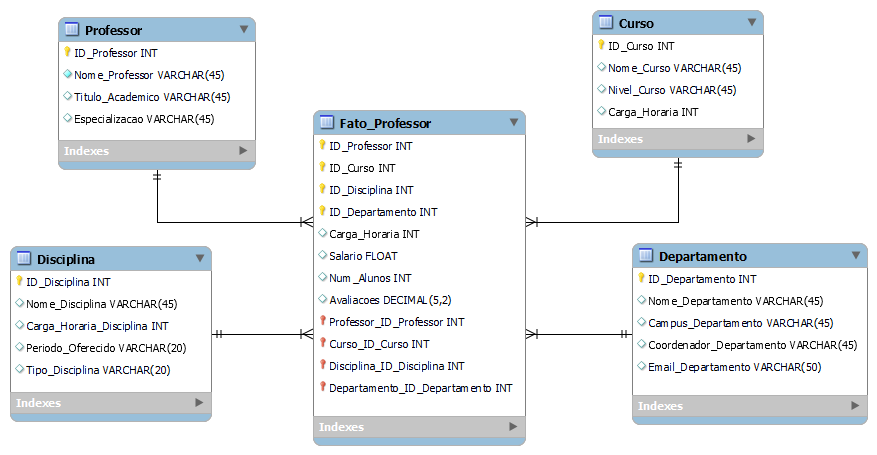 Professor
ID_Professor INT
Nome_Professor VARCHAR(45)
Titulo_Academico VARCHAR(45)
Especializacao VARCHAR(45)
Indexes
Curso
ID_Curso INT
Nome_Curso VARCHAR(45)
Nivel_Curso VARCHAR(45)
Carga_Horaria INT
Indexes
Fato_Professor
ID_Professor INT
ID_Curso INT
ID_Disciplina INT
ID_Departamento INT
Carga_Horaria INT
Salario FLOAT
Num_Alunos INT
Avaliacoes DECIMAL(5,2)
Professor_ID_Professor INT
Curso_ID_Curso INT
Disciplina_ID_Disciplina INT
Departamento_ID_Departamento INT
Indexes
Disciplina
ID_Disciplina INT
Nome_Disciplina VARCHAR(45)
Carga_Horaria_Disciplina INT
Periodo_Oferecido VARCHAR(20)
Tipo_Disciplina VARCHAR(20)
Indexes
Departamento
ID_Departamento INT
Nome_Departamento VARCHAR(45)
Campus_Departamento VARCHAR(45)
Coordenador_Departamento VARCHAR(45)
Email_Departamento VARCHAR(50)
Indexes